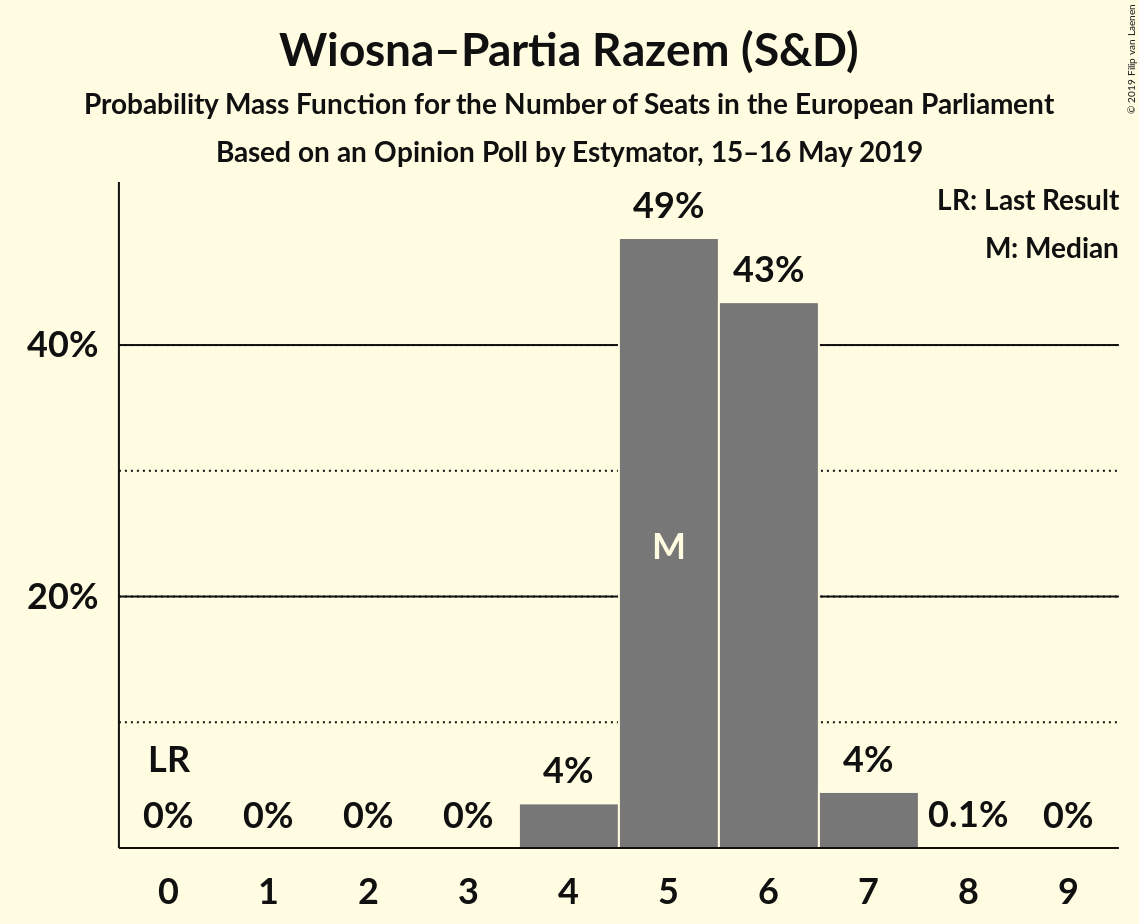 Wiosna–Partia Razem (S&D)
Probability Mass Function for the Number of Seats in the European Parliament
Based on an Opinion Poll by Estymator, 15–16 May 2019
© 2019 Filip van Laenen
LR: Last Result
M: Median
49%
43%
40%
M
20%
LR
0%
0%
0%
0%
4%
4%
0.1%
0%
0 1 2 3 4 5 6 7 8 9